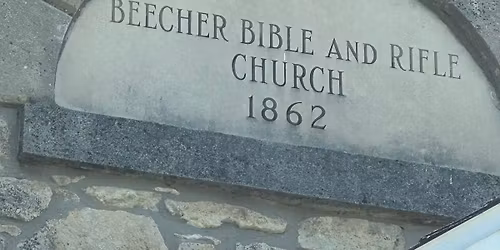 BEECHER BIBLE AND RIFLE
CHURCH
1862